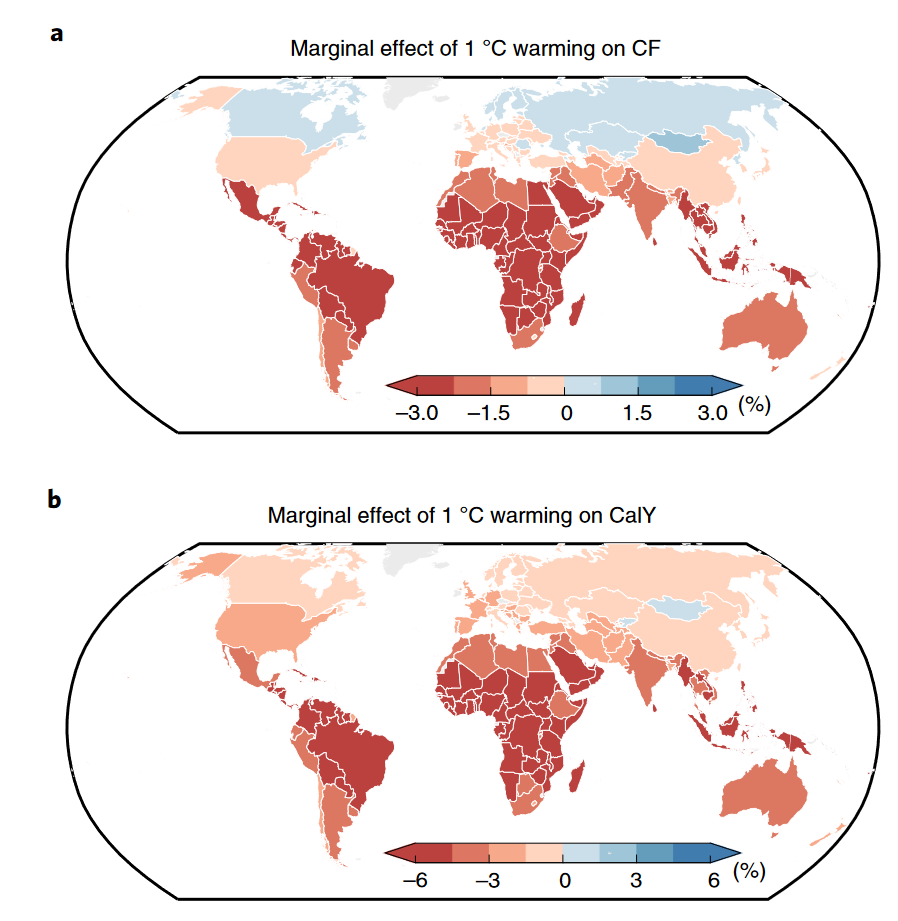 a
Marginal effect of 1 °C warming on CF
−3.0 −1.5 0 1.5 3.0 (%)
b
Marginal effect of 1 °C warming on CalY
−6 −3 0 3 6 (%)